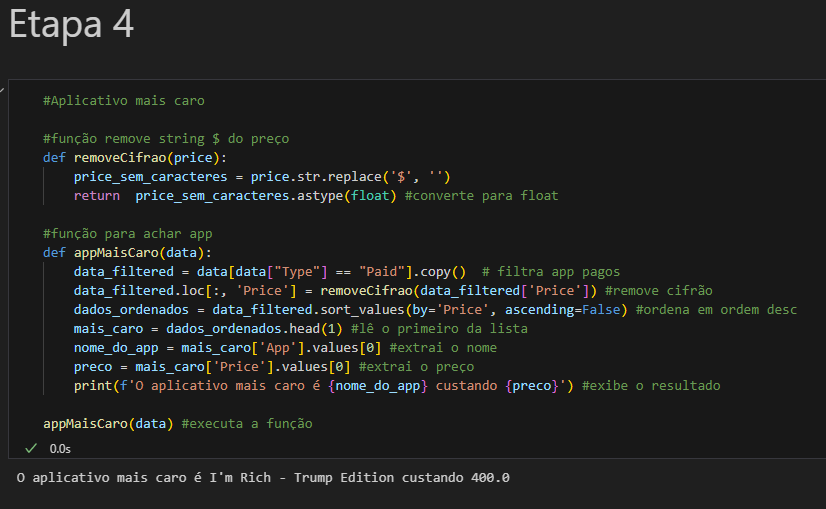 Etapa 4
#Aplicativo mais caro
#função remove string $ do preço
def removeCifrao(price):
    price_sem_caracteres = price.str.replace('$', '')
    return  price_sem_caracteres.astype(float) #converte para float
#função para achar app
def appMaisCaro(data):
    data_filtered = data[data["Type"] == "Paid"].copy()  # filtra app pagos
    data_filtered.loc[:, 'Price'] = removeCifrao(data_filtered['Price']) #remove cifrão
    dados_ordenados = data_filtered.sort_values(by='Price', ascending=False) #ordena em ordem desc
    mais_caro = dados_ordenados.head(1) #lê o primeiro da lista
    nome_do_app = mais_caro['App'].values[0] #extrai o nome
    preco = mais_caro['Price'].values[0] #extrai o preço
    print(f'O aplicativo mais caro é {nome_do_app} custando {preco}') #exibe o resultado
appMaisCaro(data) #executa a função
0.0s
O aplicativo mais caro é I'm Rich - Trump Edition custando 400.0